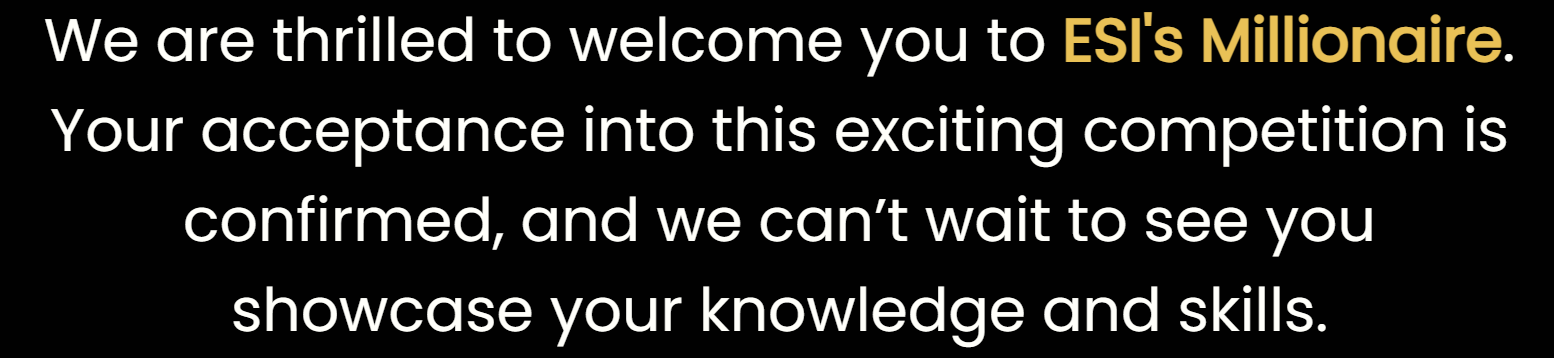 We are thrilled to welcome you to ESI's Millionaire.
Your acceptance into this exciting competition is
confirmed, and we can’t wait to see you
showcase your knowledge and skills.